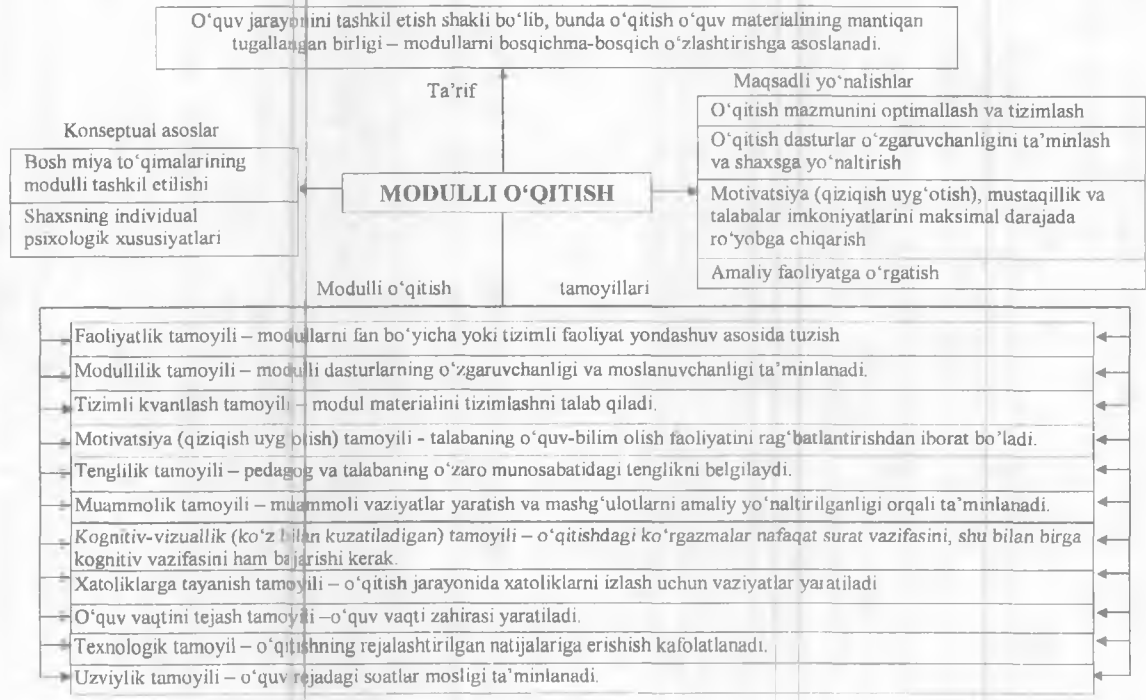 O‘quv jarayonini tashkil etish shakli bo‘lib, bunda o‘qitish o‘quv materialining mantiqan
tugallangan birligi – modullarni bosqichma-bosqich o‘zlashtirishga asoslanadi.
Ta’rif
Maqsadli yo‘nalishlar
O‘qitish mazmunini optimallash va tizimlash
O‘qitish dasturlar o‘zgaruvchanligini ta’minlash
va shaxsga yo‘naltirish
Motivatsiya (qiziqish uyg‘otish), mustaqillik va
talabalar imkoniyatlarini maksimal darajada
ro‘yobga chiqarish
Amaliy faoliyatga o‘rgatish
Konseptual asoslar
Bosh miya to‘qimalarining
modulli tashkil etilishi
Shaxsning individual
psixologik xususiyatlari
MODULLI O‘QITISH
Modulli o‘qitish tamoyillari
Faoliyatlik tamoyili – modullarni fan bo‘yicha yoki tizimli faoliyat yondashuv asosida tuzish
Modullilik tamoyili – modulli dasturlarning o‘zgaruvchanligi va moslanuvchanligi ta’minlanadi.
Tizimli kvantlash tamoyili – modul materialini tizimlashni talab qiladi.
Motivatsiya (qiziqish uyg‘otish) tamoyili - talabaning o‘quv-bilim olish faoliyatini rag‘batlantirishdan iborat bo‘ladi.
Tenglilik tamoyili – pedagog va talabaning o‘zaro munosabatidagi tenglikni belgilaydi.
Muammolik tamoyili – muammoli vaziyatlar yaratish va mashg‘ulotlarni amaliy yo‘naltirilganligi orqali ta’minlanadi.
Kognitiv-vizuallik (ko‘z bilan kuzatiladigan) tamoyili – o‘qitishdagi ko‘rgazmalar nafaqat surat vazifasini, shu bilan birga
kognitiv vazifasini ham bajarishi kerak.
Xatoliklarga tayanish tamoyili – o‘qitish jarayonida xatoliklarni izlash uchun vaziyatlar yaratiladi
O‘quv vaqtini tejash tamoyili –o‘quv vaqti zahirasi yaratiladi.
Texnologik tamoyil – o‘qitishning rejalashtirilgan natijalariga erishish kafolatlanadi.
Uzviylik tamoyili – o‘quv rejadagi soatlar mosligi ta’minlanadi.